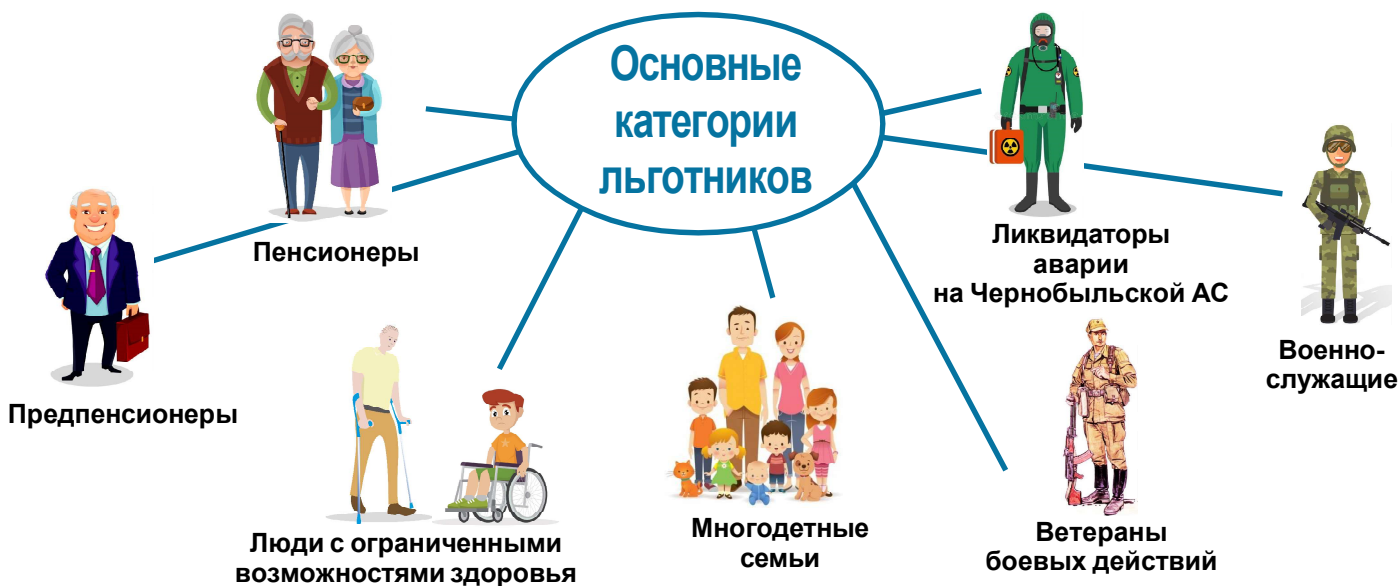 Основные
категории
льготников
Пенсионеры
Предпенсионеры
Люди с ограниченными
возможностями здоровья
Многодетные
семьи
Ветераны
боевых действий
Ликвидаторы
аварии
на Чернобыльской АС
Военно-
служащие